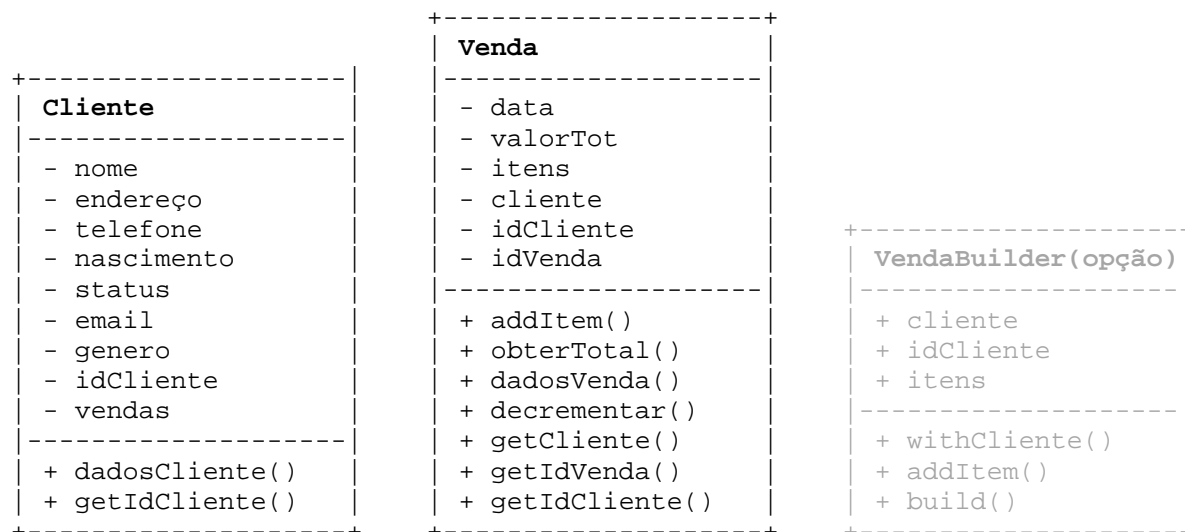 Cliente
- nome
- endereço
- telefone
- nascimento
- status
- email
- genero
- idCliente
- vendas
+ dadosCliente()
+ getIdCliente()
Venda
- data
- valorTot
- itens
- cliente
- idCliente
- idVenda
+ addItem()
+ obterTotal()
+ dadosVenda()
+ decrementar()
+ getCliente()
+ getIdVenda()
+ getIdCliente()
VendaBuilder(opção)
+ cliente
+ idCliente
+ itens
+ withCliente()
+ addItem()
+ build()